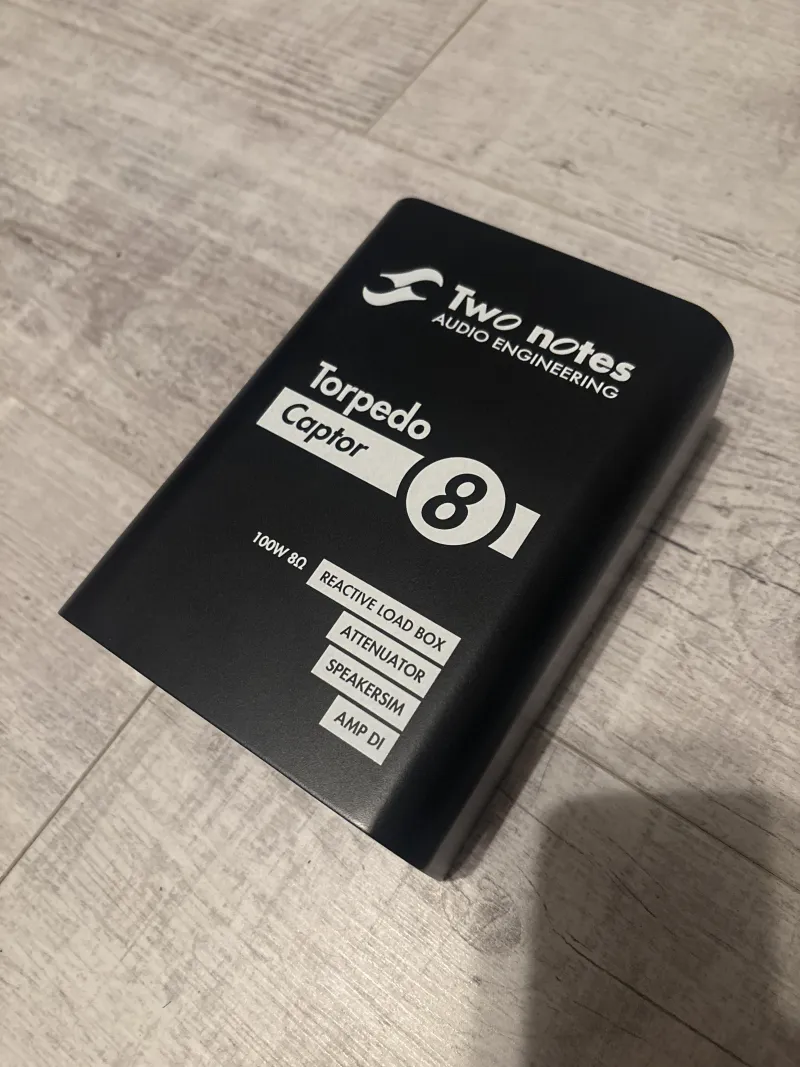 Two notes
AUDIO ENGINEERING
Torpedo
Captor 8
100W 8Ω
REACTIVE LOAD BOX
ATTENUATOR
SPEAKERSIM
AMP DI